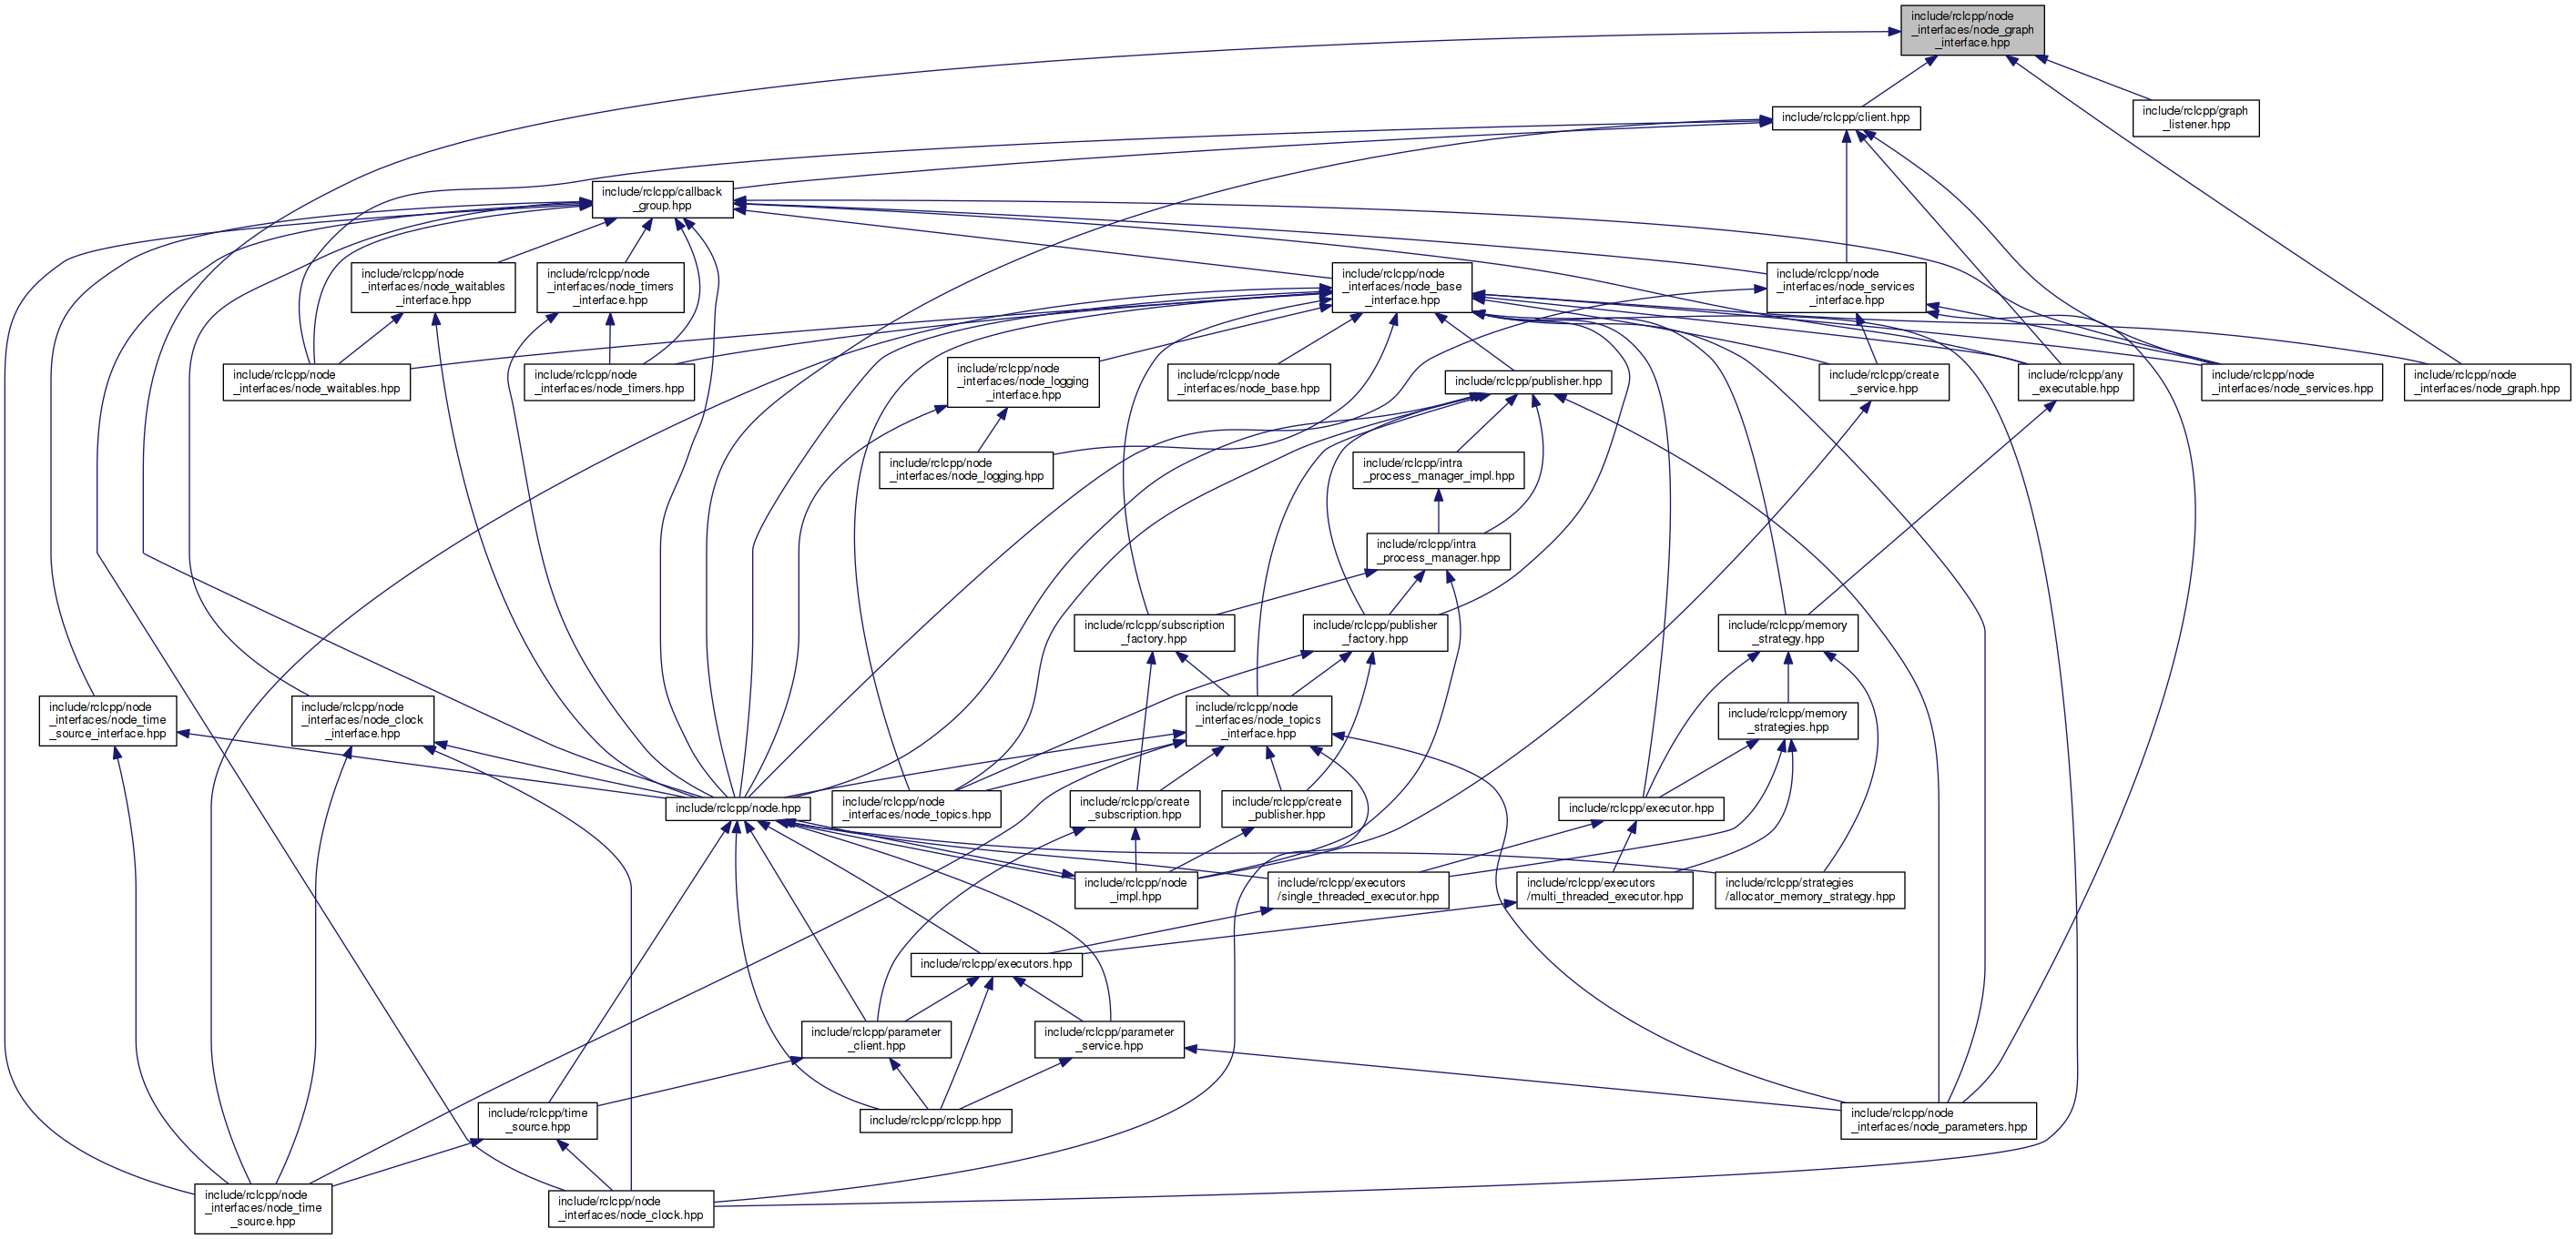 include/rclcpp/node
_interfaces/node_graph
_interface.hpp
include/rclcpp/client.hpp
include/rclcpp/graph
_listener.hpp
include/rclcpp/callback
_group.hpp
include/rclcpp/node
_interfaces/node_waitables
_interface.hpp
include/rclcpp/node
_interfaces/node_timers
_interface.hpp
include/rclcpp/node
_interfaces/node_base
_interface.hpp
include/rclcpp/node
_interfaces/node_services
_interface.hpp
include/rclcpp/node
_interfaces/node_waitables.hpp
include/rclcpp/node
_interfaces/node_timers.hpp
include/rclcpp/node
_interfaces/node_logging
_interface.hpp
include/rclcpp/node
_interfaces/node_base.hpp
include/rclcpp/publisher.hpp
include/rclcpp/create
_service.hpp
include/rclcpp/any
_executable.hpp
include/rclcpp/node
_interfaces/node_services.hpp
include/rclcpp/node
_interfaces/node_graph.hpp
include/rclcpp/node
_interfaces/node_logging.hpp
include/rclcpp/intra
_process_manager_impl.hpp
include/rclcpp/intra
_process_manager.hpp
include/rclcpp/subscription
_factory.hpp
include/rclcpp/publisher
_factory.hpp
include/rclcpp/memory
_strategy.hpp
include/rclcpp/node
_interfaces/node_time
_source_interface.hpp
include/rclcpp/node
_interfaces/node_clock
_interface.hpp
include/rclcpp/node
_interfaces/node_topics
_interface.hpp
include/rclcpp/memory
_strategies.hpp
include/rclcpp/node.hpp
include/rclcpp/node
_interfaces/node_topics.hpp
include/rclcpp/create
_subscription.hpp
include/rclcpp/create
_publisher.hpp
include/rclcpp/executor.hpp
include/rclcpp/node
_impl.hpp
include/rclcpp/executors
/single_threaded_executor.hpp
include/rclcpp/executors
/multi_threaded_executor.hpp
include/rclcpp/strategies
/allocator_memory_strategy.hpp
include/rclcpp/executors.hpp
include/rclcpp/parameter
_client.hpp
include/rclcpp/parameter
_service.hpp
include/rclcpp/time
_source.hpp
include/rclcpp/rclcpp.hpp
include/rclcpp/node
_interfaces/node_parameters.hpp
include/rclcpp/node
_interfaces/node_time
_source.hpp
include/rclcpp/node
_interfaces/node_clock.hpp